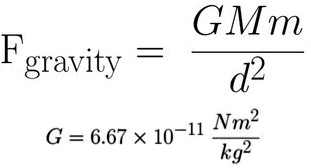 F_gravity = GMm / d²
G = 6.67 × 10⁻¹¹ Nm² / kg²